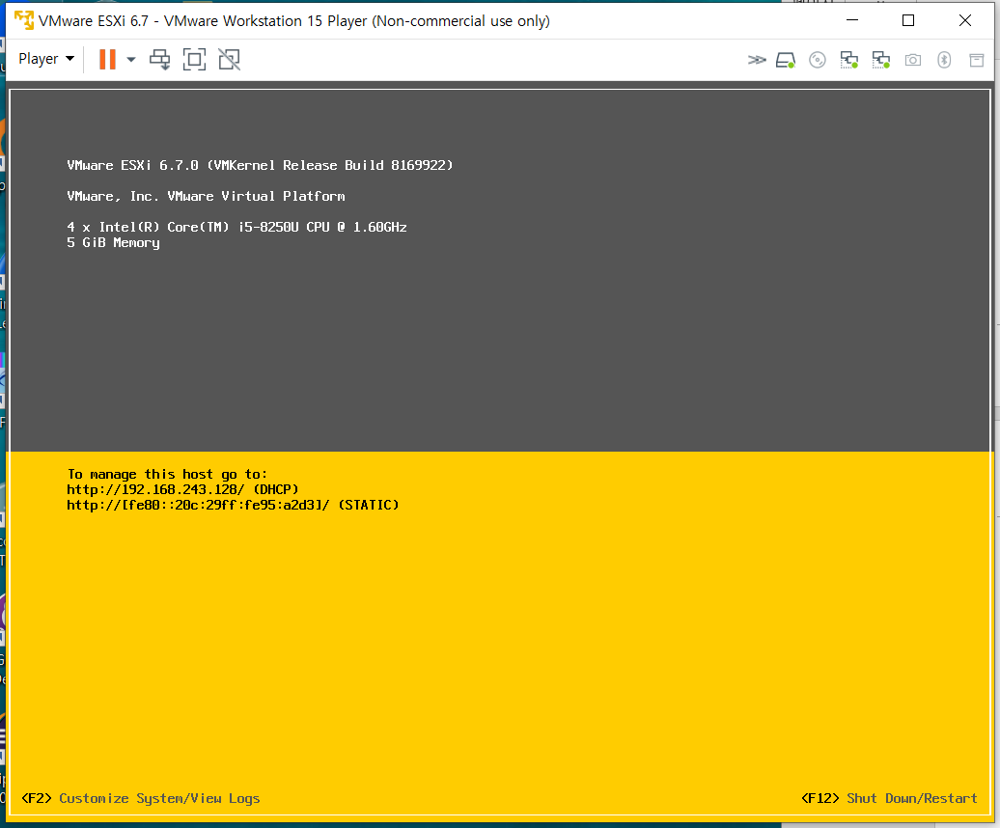 VMware ESXi 6.7 - VMware Workstation 15 Player (Non-commercial use only)
Player
VMware ESXi 6.7.0 (VMKernel Release Build 8169922)
VMware, Inc. VMware Virtual Platform
4 x Intel(R) Core(TM) i5-8250U CPU @ 1.60GHz
5 GiB Memory
To manage this host go to:
http://192.168.243.128/ (DHCP)
http://[fe80::20c:29ff:fe95:a2d3]/ (STATIC)
<F2> Customize System/View Logs
<F12> Shut Down/Restart